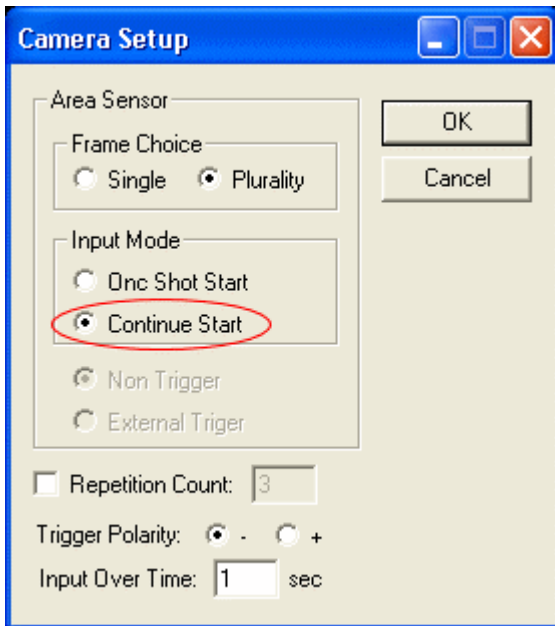 Camera Setup
Area Sensor
OK
Frame Choice
Single Plurality
Cancel
Input Mode
Onc Shot Start
Continue Start
Non Trigger
External Triger
Repetition Count: 3
Trigger Polarity: - +
Input Over Time: 1 sec